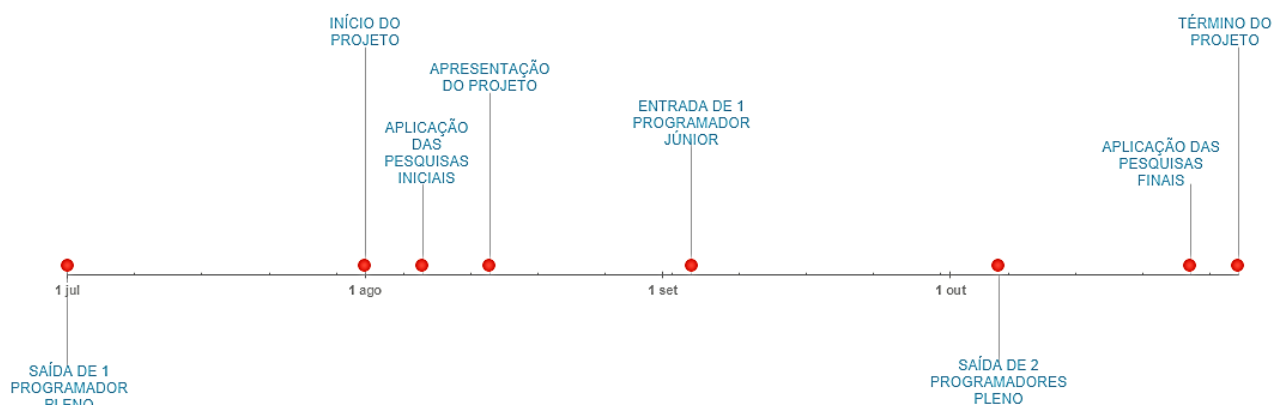 INÍCIO DO
PROJETO
TÉRMINO DO
PROJETO
APRESENTAÇÃO
DO PROJETO
ENTRADA DE 1
PROGRAMADOR
JÚNIOR
APLICAÇÃO
DAS
PESQUISAS
INICIAIS
APLICAÇÃO DAS
PESQUISAS
FINAIS
1 jul
1 ago
1 set
1 out
SAÍDA DE 1
PROGRAMADOR
PLENO
SAÍDA DE 2
PROGRAMADORES
PLENO